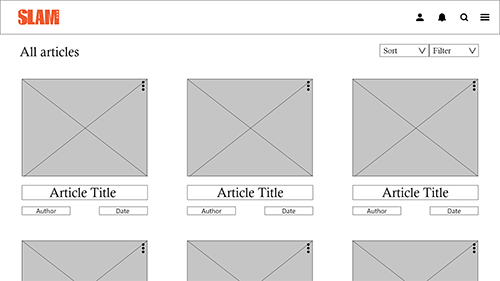 SLAM
All articles
Sort Filter
Article Title Article Title Article Title
Author Date Author Date Author Date